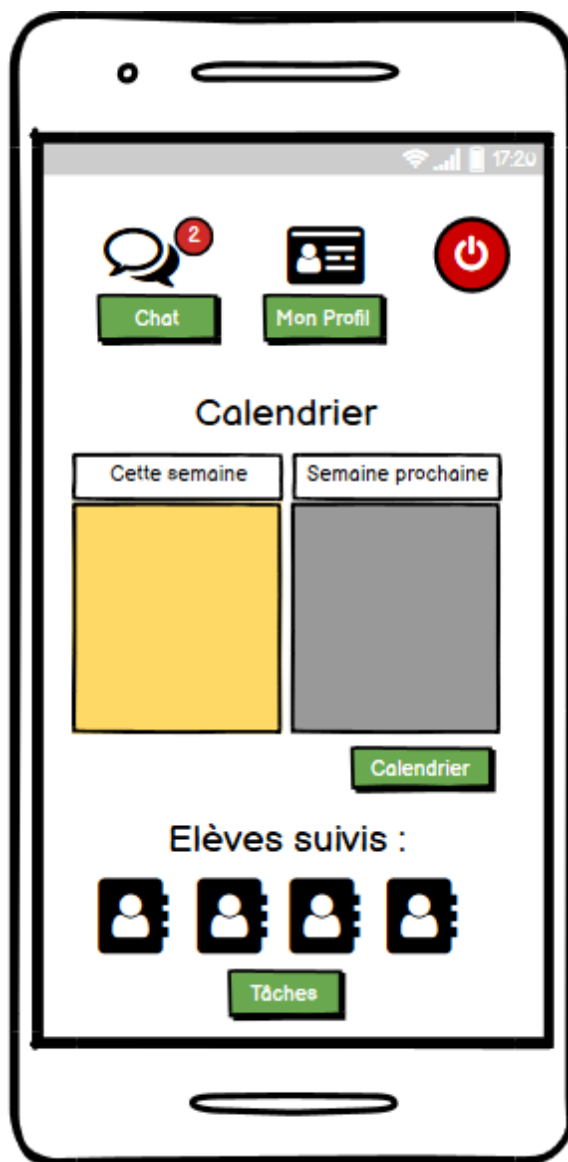 17:20
2
Chat
Mon Profil
Calendrier
Cette semaine
Semaine prochaine
Calendrier
Elèves suivis :
Tâches